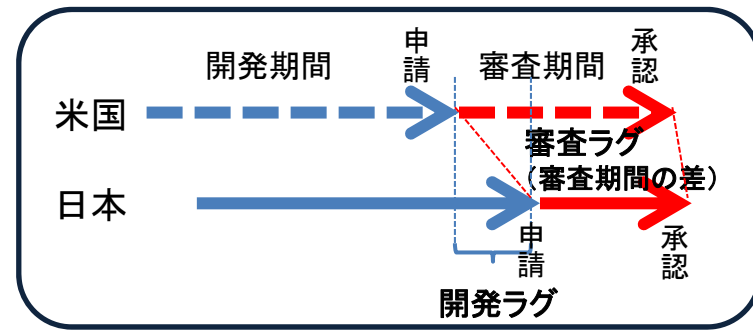 開発期間
申請
審査期間
承認
米国
審査ラグ
（審査期間の差）
日本
申請
承認
開発ラグ